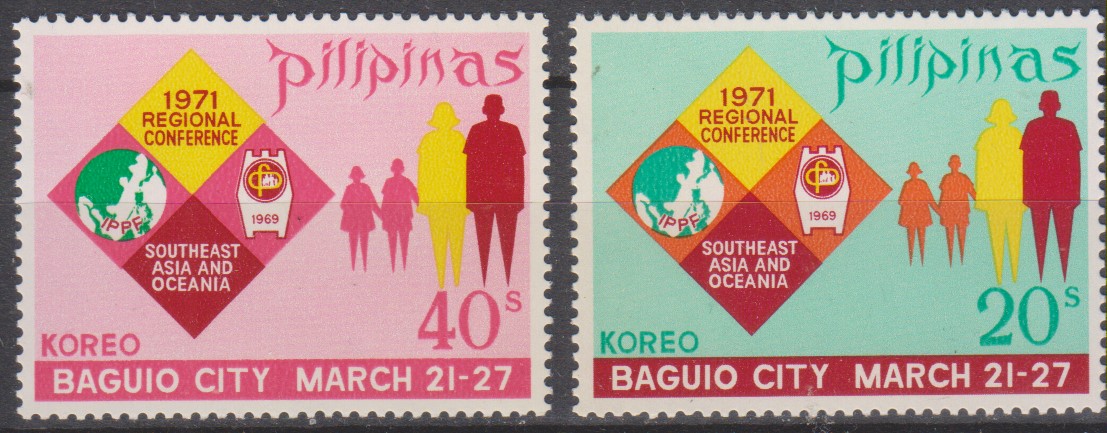 pilipinas
1971
REGIONAL
CONFERENCE
IPPF
1969
SOUTHEAST
ASIA AND
OCEANIA
40s
KOREO
BAGUIO CITY MARCH 21-27
pilipinas
1971
REGIONAL
CONFERENCE
IPPF
1969
SOUTHEAST
ASIA AND
OCEANIA
20s
KOREO
BAGUIO CITY MARCH 21-27